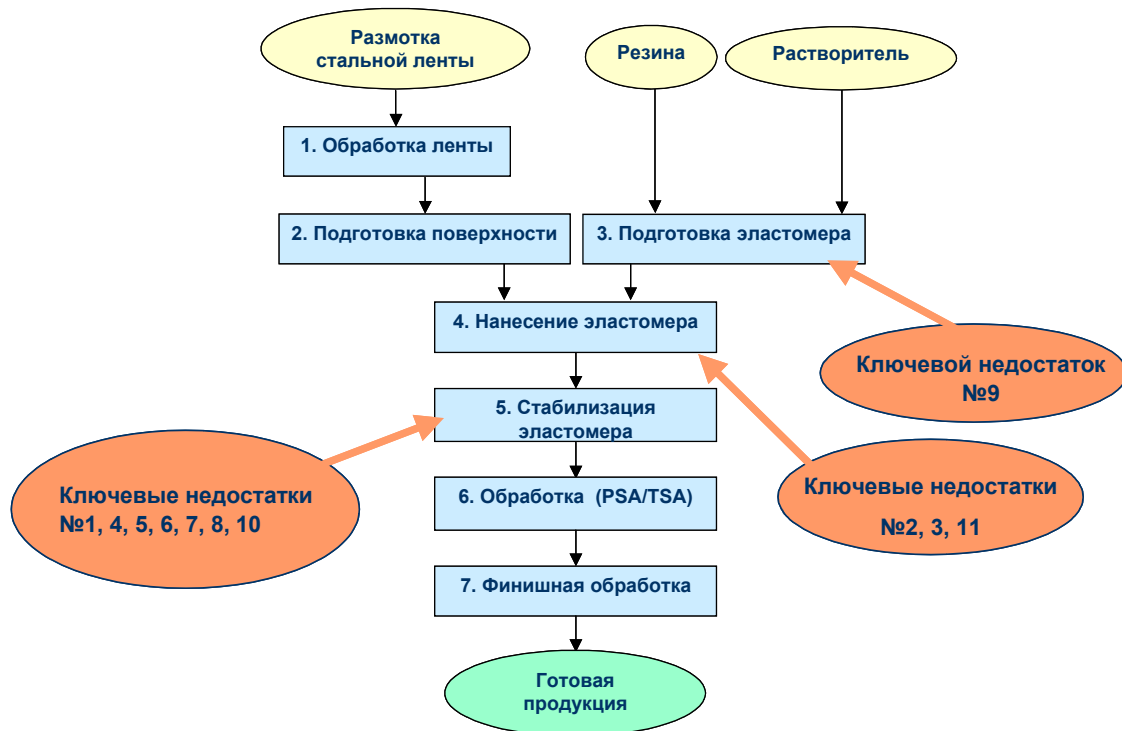 Размотка
стальной ленты
Резина
Растворитель
1. Обработка ленты
2. Подготовка поверхности
3. Подготовка эластомера
4. Нанесение эластомера
Ключевой недостаток
№9
5. Стабилизация
эластомера
Ключевые недостатки
№1, 4, 5, 6, 7, 8, 10
Ключевые недостатки
№2, 3, 11
6. Обработка (PSA/TSA)
7. Финишная обработка
Готовая
продукция